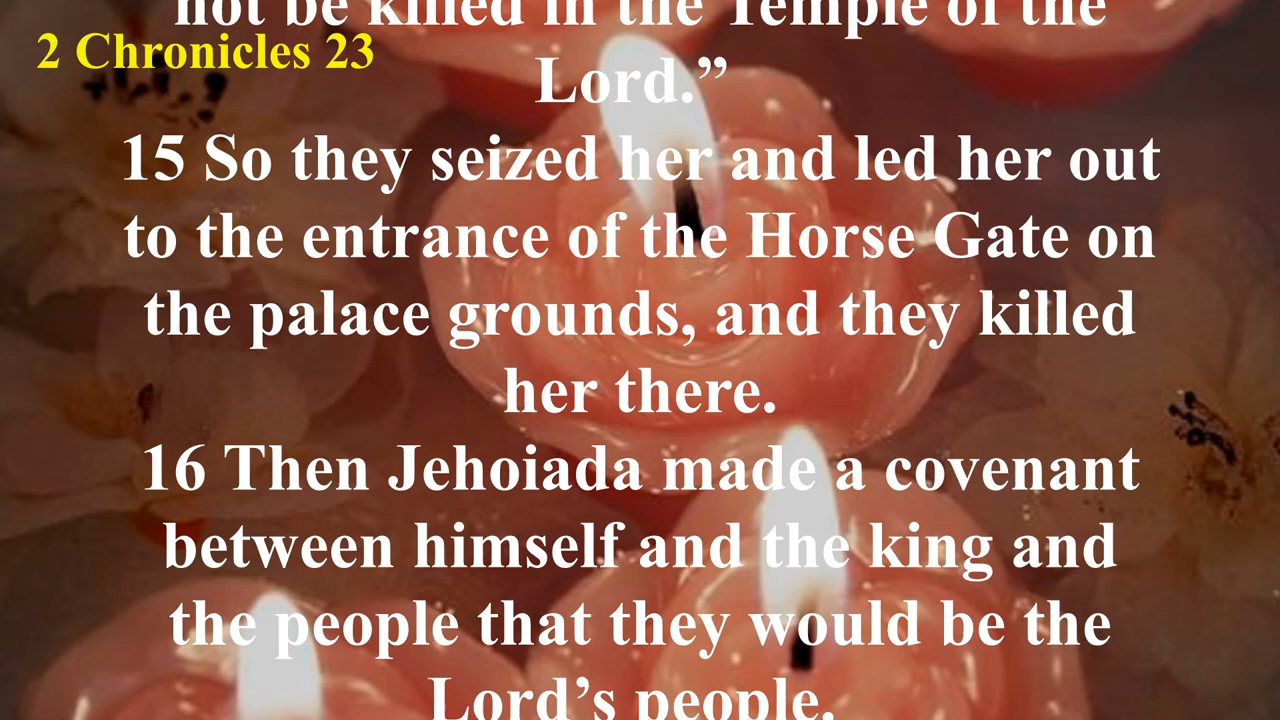 not be killed in the Temple of the
2 Chronicles 23
Lord.”
15 So they seized her and led her out
to the entrance of the Horse Gate on
the palace grounds, and they killed
her there.
16 Then Jehoiada made a covenant
between himself and the king and
the people that they would be the
Lord’s people.